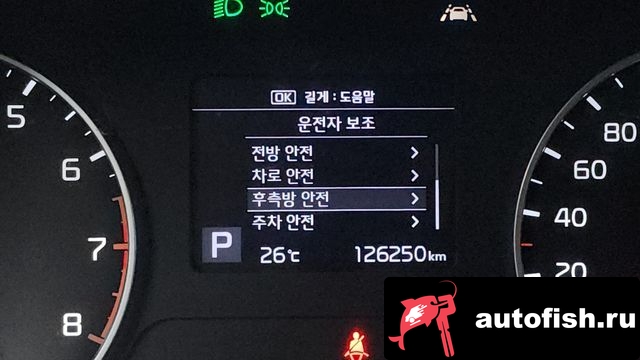 OK 길게 : 도움말
운전자 보조
전방 안전
차로 안전
후측방 안전
주차 안전
P 26℃ 126250 km
5
6
7
8
80
60
40
20
autofish.ru